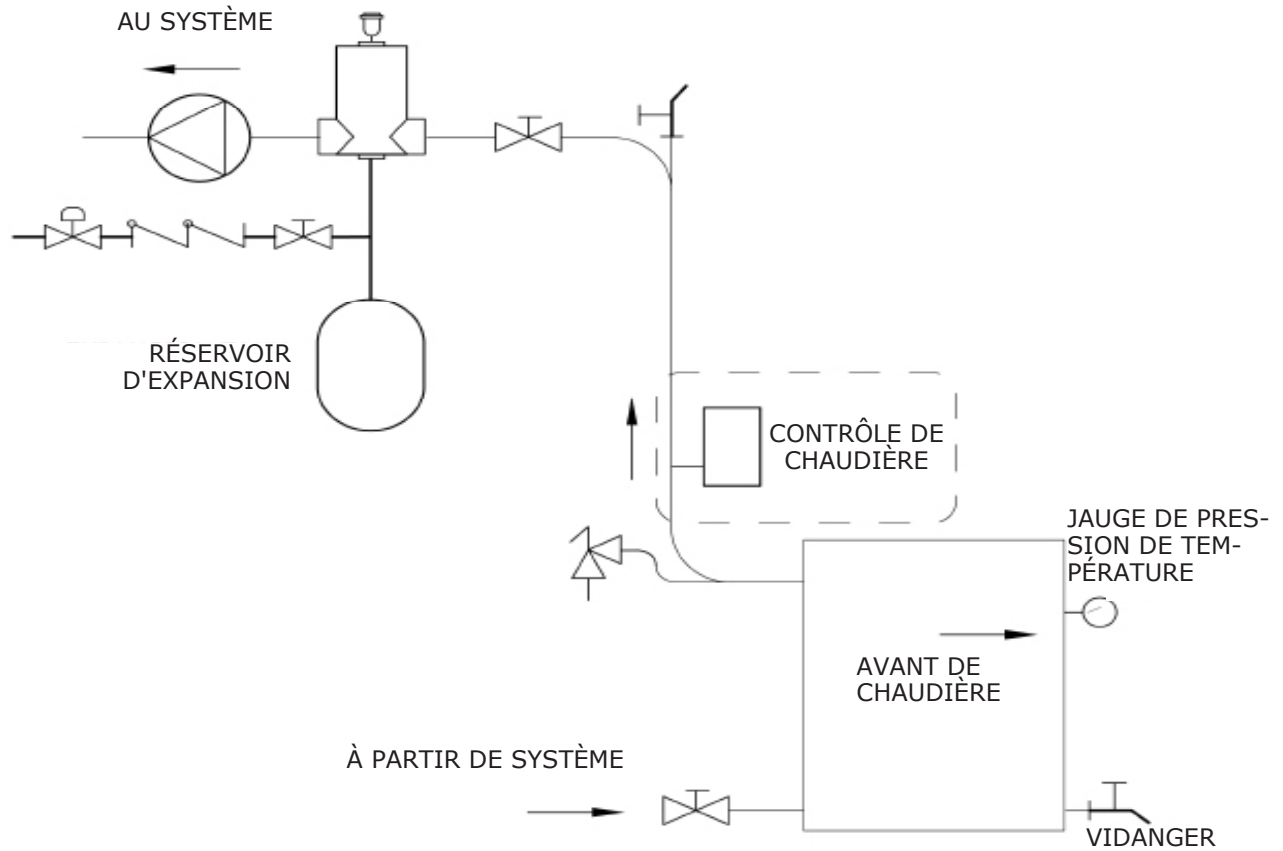 AU SYSTÈME
RÉSERVOIR
D'EXPANSION
CONTRÔLE DE
CHAUDIÈRE
JAUGE DE PRES-
SION DE TEM-
PÉRATURE
AVANT DE
CHAUDIÈRE
À PARTIR DE SYSTÈME
VIDANGER